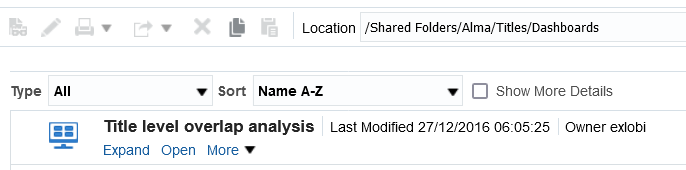 Location /Shared Folders/Alma/Titles/Dashboards
Type All Sort Name A-Z Show More Details
Title level overlap analysis Last Modified 27/12/2016 06:05:25 Owner exlobi
Expand Open More